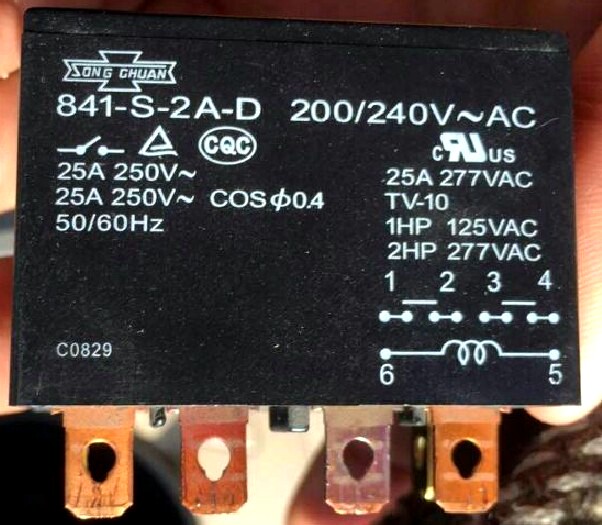 SONG CHUAN
841-S-2A-D 200/240V~AC
CQC
c RU US
25A 250V~
25A 250V~ COSϕ0.4
50/60Hz
25A 277VAC
TV-10
1HP 125VAC
2HP 277VAC
1 2 3 4
6 5
C0829